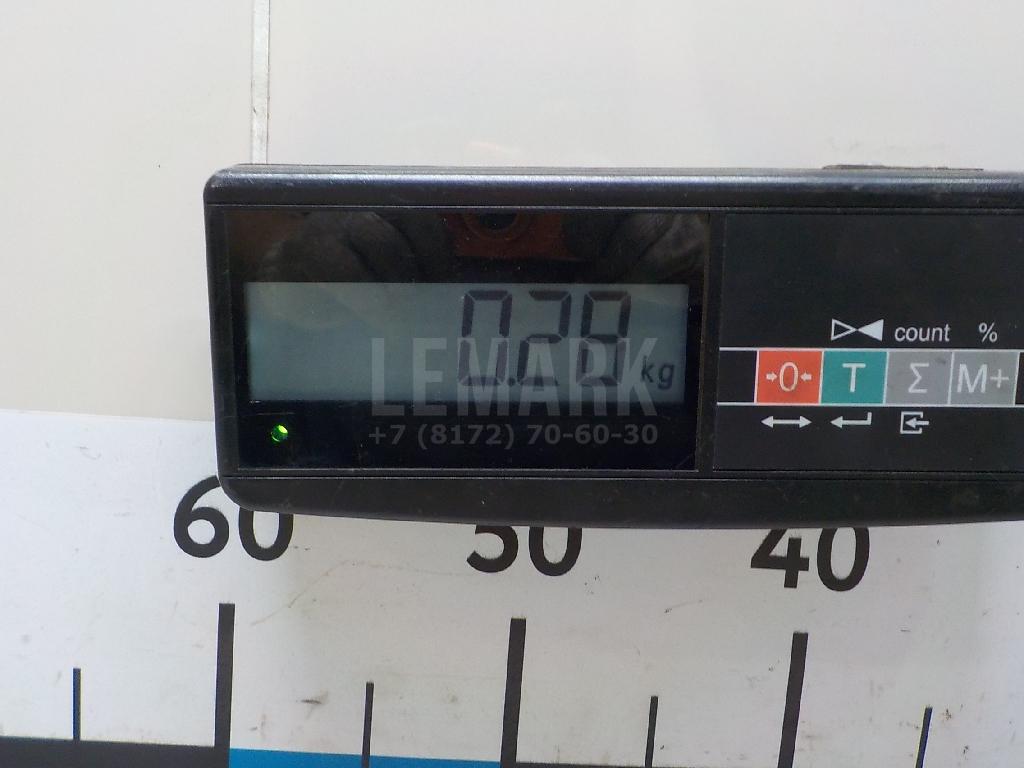 0.28 kg
count %
→0← T Σ M+
LEMARK
+7 (8172) 70-60-30
60 50 40